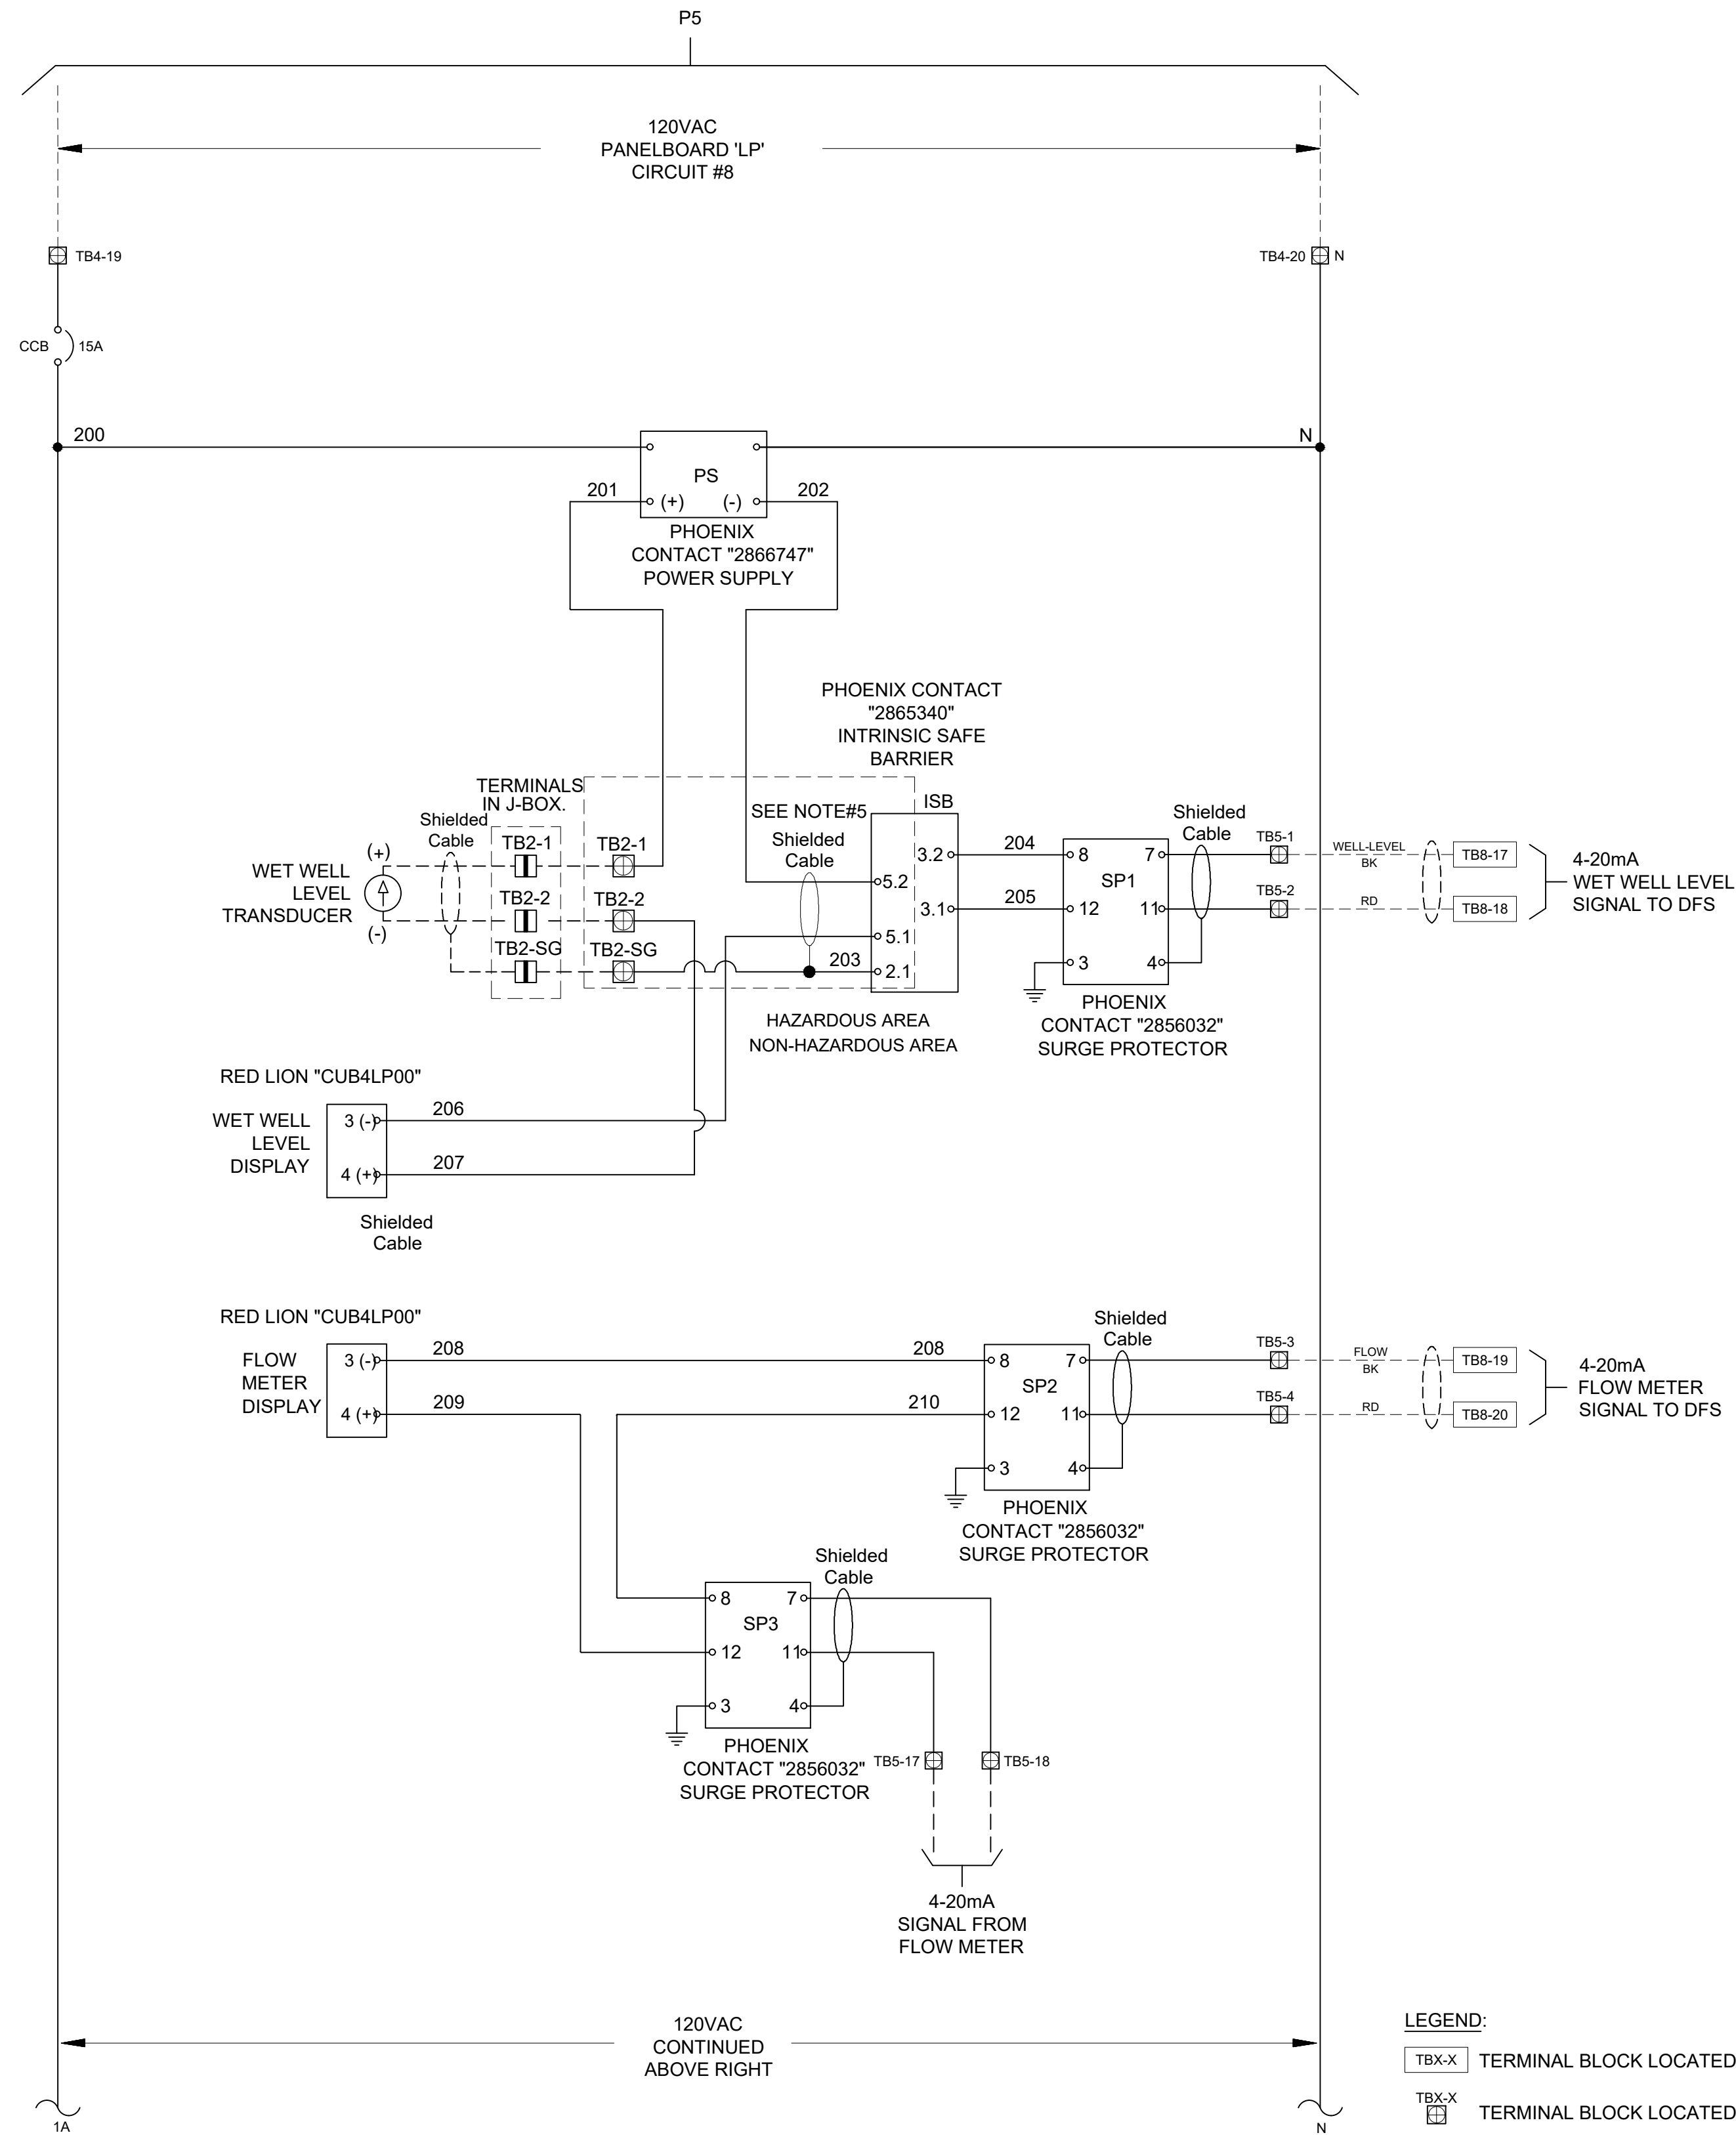 P5
120VAC
PANELBOARD 'LP'
CIRCUIT #8
TB4-19
TB4-20
N
CCB
15A
200
N
PS
201
(+)
(-)
202
PHOENIX
CONTACT "2866747"
POWER SUPPLY
PHOENIX CONTACT
"2865340"
INTRINSIC SAFE
BARRIER
TERMINALS
IN J-BOX.
Shielded
Cable
SEE NOTE#5
Shielded
Cable
ISB
Shielded
Cable
WET WELL
LEVEL
TRANSDUCER
(+)
(-)
TB2-1
TB2-2
TB2-SG
TB2-1
TB2-2
TB2-SG
203
5.2
5.1
2.1
3.2
3.1
204
205
8
7
SP1
12
11
3
4
TB5-1
TB5-2
WELL-LEVEL
BK
RD
TB8-17
TB8-18
4-20mA
WET WELL LEVEL
SIGNAL TO DFS
PHOENIX
CONTACT "2856032"
SURGE PROTECTOR
HAZARDOUS AREA
NON-HAZARDOUS AREA
RED LION "CUB4LP00"
WET WELL
LEVEL
DISPLAY
3 (-)
4 (+)
206
207
Shielded
Cable
RED LION "CUB4LP00"
FLOW
METER
DISPLAY
3 (-)
4 (+)
208
209
208
210
8
7
SP2
12
11
3
4
Shielded
Cable
TB5-3
TB5-4
FLOW
BK
RD
TB8-19
TB8-20
4-20mA
FLOW METER
SIGNAL TO DFS
PHOENIX
CONTACT "2856032"
SURGE PROTECTOR
Shielded
Cable
8
7
SP3
12
11
3
4
PHOENIX
CONTACT "2856032"
SURGE PROTECTOR
TB5-17
TB5-18
4-20mA
SIGNAL FROM
FLOW METER
120VAC
CONTINUED
ABOVE RIGHT
1A
N
LEGEND:
TBX-X
TERMINAL BLOCK LOCATED
TBX-X
TERMINAL BLOCK LOCATED